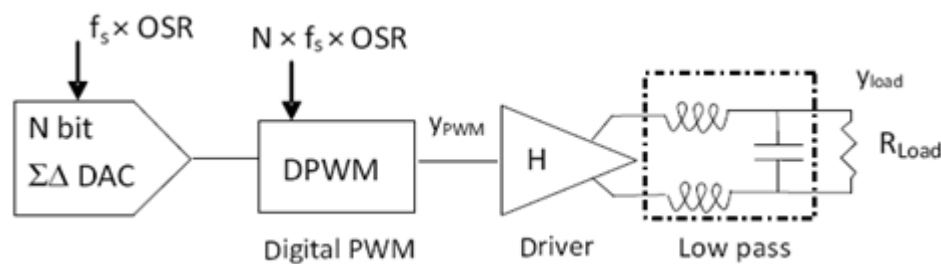 fs × OSR
N × fs × OSR
N bit
ΣΔ DAC
DPWM
yPWM
H
yload
RLoad
Digital PWM
Driver
Low pass